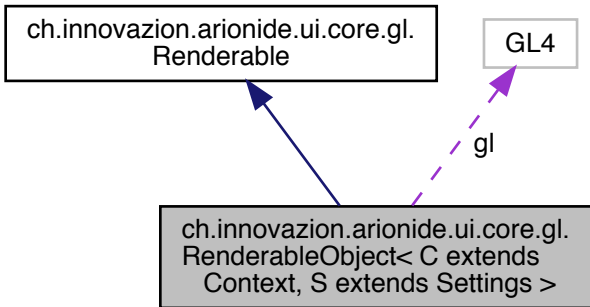 ch.innovazion.arionide.ui.core.gl.
Renderable
GL4
gl
ch.innovazion.arionide.ui.core.gl.
RenderableObject< C extends
Context, S extends Settings >